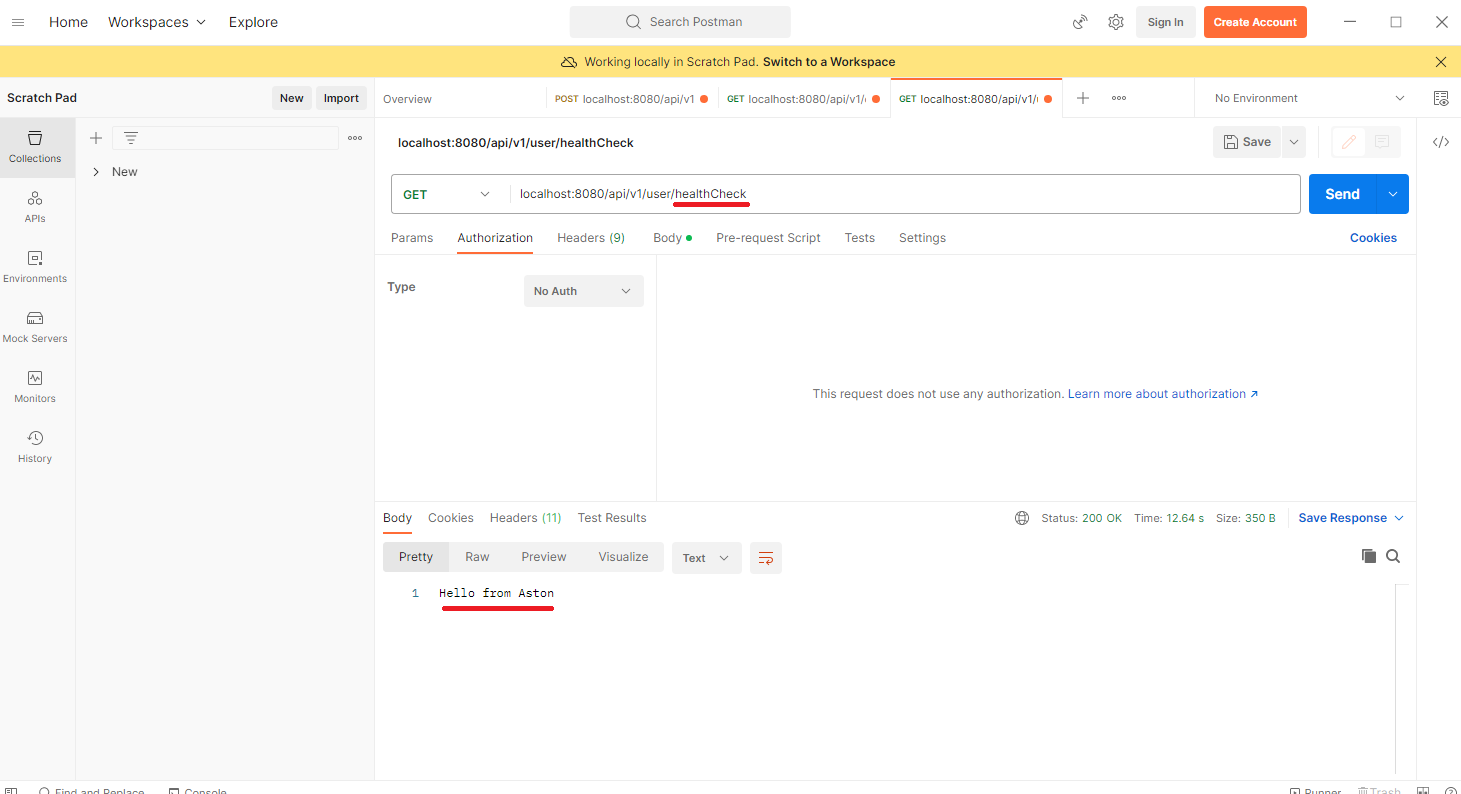 Home Workspaces Explore Search Postman Sign In Create Account
Working locally in Scratch Pad. Switch to a Workspace
Scratch Pad New Import Overview POST localhost:8080/api/v1 GET localhost:8080/api/v1/ GET localhost:8080/api/v1/ No Environment
Collections
New
APIs
Environments
Mock Servers
Monitors
History
localhost:8080/api/v1/user/healthCheck Save
GET localhost:8080/api/v1/user/healthCheck Send
Params Authorization Headers (9) Body Pre-request Script Tests Settings Cookies
Type No Auth
This request does not use any authorization. Learn more about authorization
Body Cookies Headers (11) Test Results Status: 200 OK Time: 12.64 s Size: 350 B Save Response
Pretty Raw Preview Visualize Text
1 Hello from Aston
Find and Replace Console Runner Trash